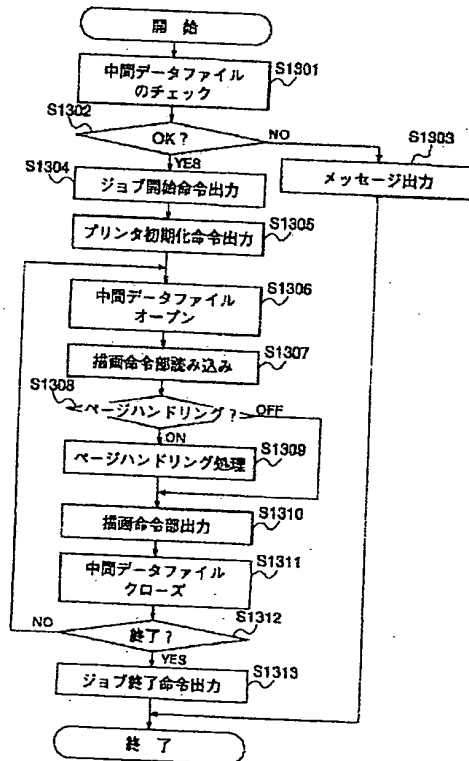 開 始
S1301
中間データファイル
のチェック
S1302
OK?
NO
YES
S1303
メッセージ出力
S1304
ジョブ開始命令出力
S1305
プリンタ初期化命令出力
S1306
中間データファイル
オープン
S1307
描画命令部読み込み
S1308
ページハンドリング?
OFF
ON
S1309
ページハンドリング処理
S1310
描画命令部出力
S1311
中間データファイル
クローズ
S1312
終了?
NO
YES
S1313
ジョブ終了命令出力
終 了